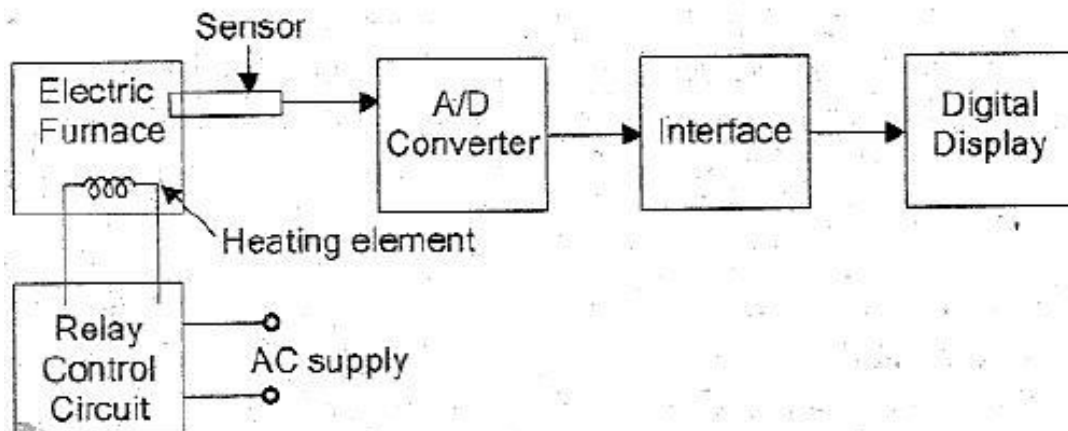 Sensor
Electric
Furnace
A/D
Converter
Interface
Digital
Display
Heating element
Relay
Control
Circuit
AC supply